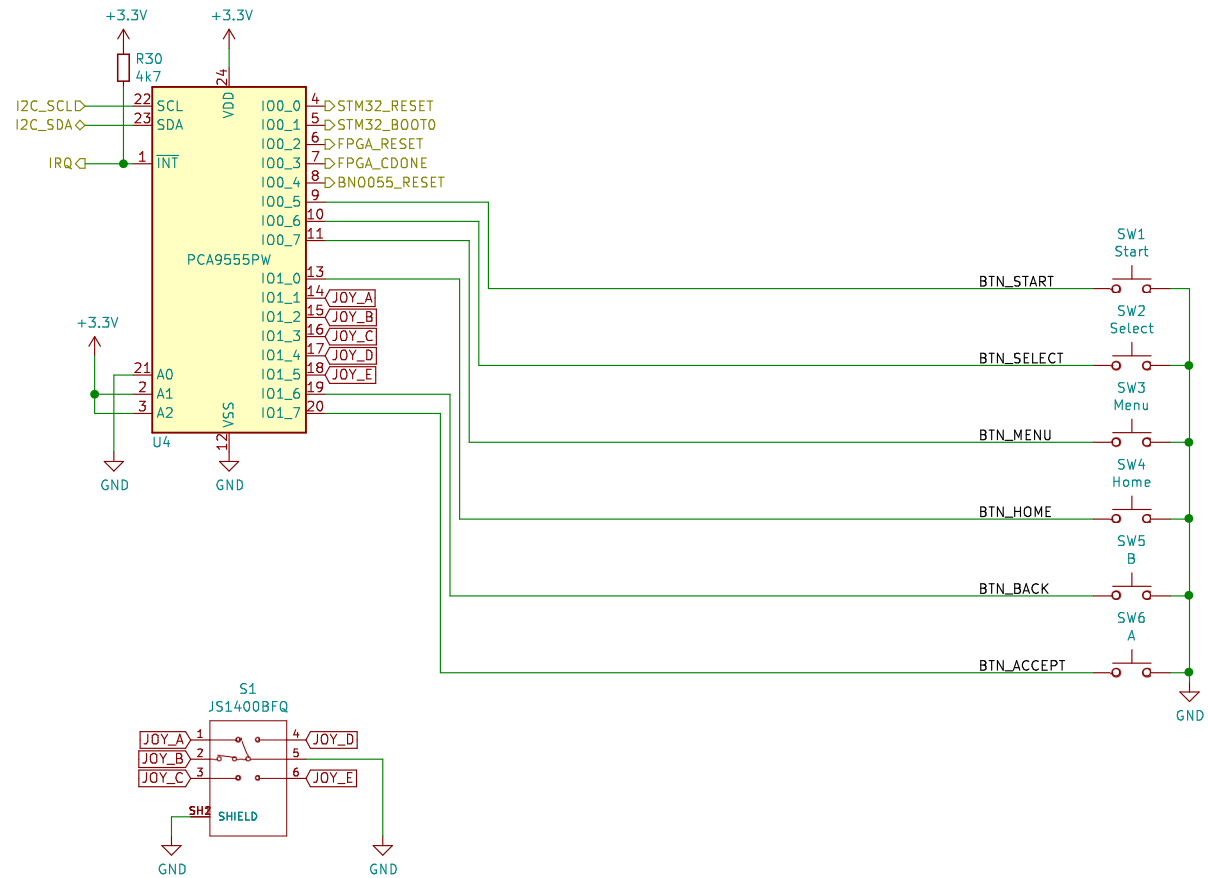 +3.3V
+3.3V
R30
4k7
24
I2C_SCL
22
SCL
VDD
IO0_0
4
STM32_RESET
I2C_SDA
23
SDA
IO0_1
5
STM32_BOOT0
IO0_2
6
FPGA_RESET
IRQ
1
INT
IO0_3
7
FPGA_CDONE
IO0_4
8
BNO055_RESET
IO0_5
9
IO0_6
10
IO0_7
11
PCA9555PW
IO1_0
13
IO1_1
14
JOY_A
IO1_2
15
JOY_B
IO1_3
16
JOY_C
IO1_4
17
JOY_D
IO1_5
18
JOY_E
IO1_6
19
IO1_7
20
+3.3V
21
A0
2
A1
3
A2
VSS
12
U4
GND
GND
SW1
Start
BTN_START
SW2
Select
BTN_SELECT
SW3
Menu
BTN_MENU
SW4
Home
BTN_HOME
SW5
B
BTN_BACK
SW6
A
BTN_ACCEPT
GND
S1
JS1400BFQ
JOY_A
1
4
JOY_D
JOY_B
2
5
JOY_C
3
6
JOY_E
SH2
SHIELD
GND
GND